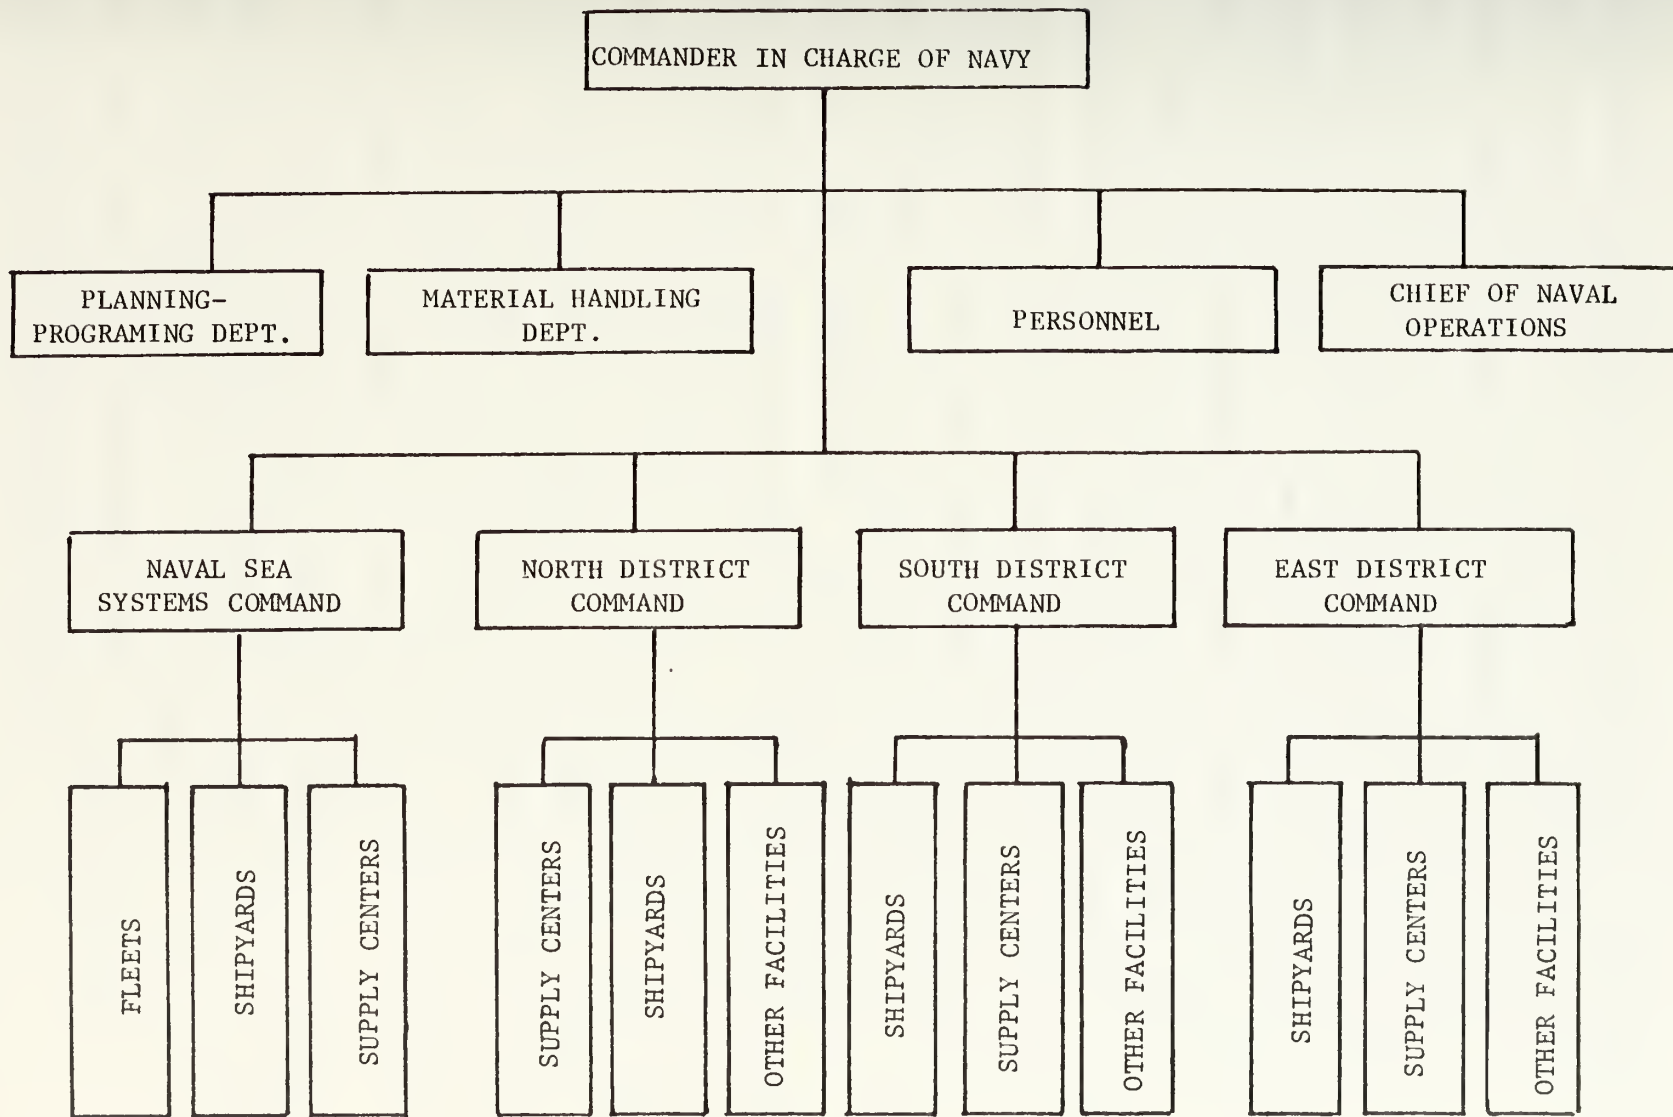 COMMANDER IN CHARGE OF NAVY
PLANNING-
PROGRAMING DEPT.
MATERIAL HANDLING
DEPT.
PERSONNEL
CHIEF OF NAVAL
OPERATIONS
NAVAL SEA
SYSTEMS COMMAND
NORTH DISTRICT
COMMAND
SOUTH DISTRICT
COMMAND
EAST DISTRICT
COMMAND
FLEETS
SHIPYARDS
SUPPLY CENTERS
SUPPLY CENTERS
SHIPYARDS
OTHER FACILITIES
SHIPYARDS
SUPPLY CENTERS
OTHER FACILITIES
SHIPYARDS
SUPPLY CENTERS
OTHER FACILITIES